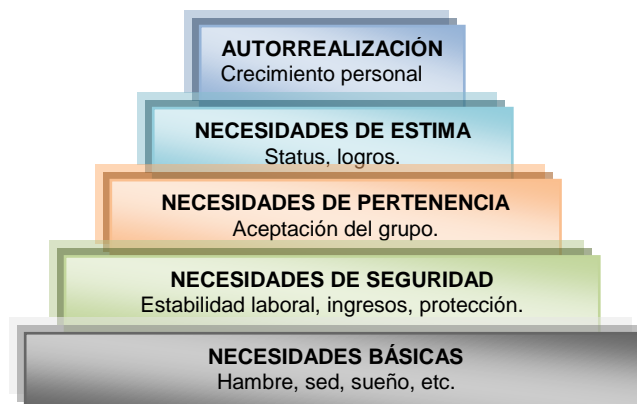 AUTORREALIZACIÓN
Crecimiento personal
NECESIDADES DE ESTIMA
Status, logros.
NECESIDADES DE PERTENENCIA
Aceptación del grupo.
NECESIDADES DE SEGURIDAD
Estabilidad laboral, ingresos, protección.
NECESIDADES BÁSICAS
Hambre, sed, sueño, etc.